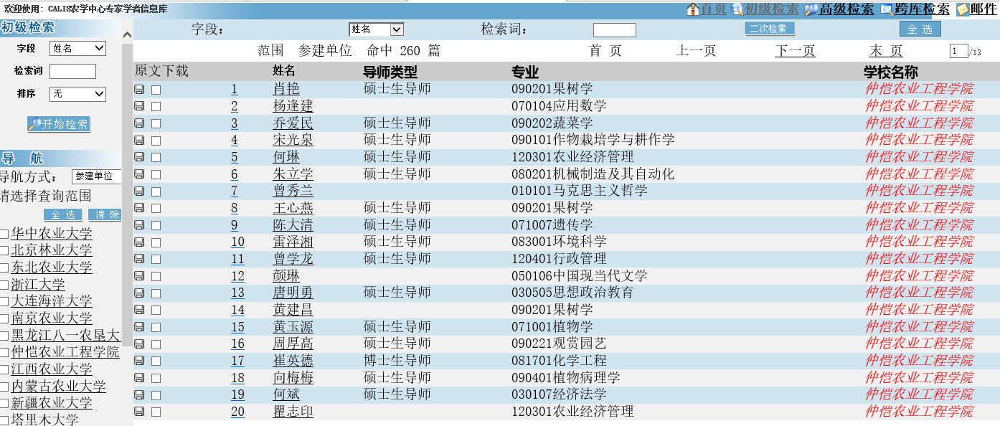 欢迎使用：CALIS农学中心专家学者信息库
首页 初级检索 高级检索 跨库检索 邮件
初级检索
字段 姓名
检索词
排序 无
开始检索
导 航
导航方式： 参建单位
请选择查询范围
全 选 清 除
华中农业大学
北京林业大学
东北农业大学
浙江大学
大连海洋大学
南京农业大学
黑龙江八一农垦大
仲恺农业工程学院
江西农业大学
内蒙古农业大学
新疆农业大学
塔里木大学
字段： 姓名 检索词： 二次检索 全 选
范围 参建单位 命中 260 篇 首 页 上一页 下一页 末 页 1 /13
原文下载 姓名 导师类型 专业 学校名称
1 肖艳 硕士生导师 090201果树学 仲恺农业工程学院
2 杨逢建 070104应用数学 仲恺农业工程学院
3 乔爱民 硕士生导师 090202蔬菜学 仲恺农业工程学院
4 宋光泉 硕士生导师 090101作物栽培学与耕作学 仲恺农业工程学院
5 何琳 硕士生导师 120301农业经济管理 仲恺农业工程学院
6 朱立学 硕士生导师 080201机械制造及其自动化 仲恺农业工程学院
7 曾秀兰 010101马克思主义哲学 仲恺农业工程学院
8 王心燕 硕士生导师 090201果树学 仲恺农业工程学院
9 陈大清 硕士生导师 071007遗传学 仲恺农业工程学院
10 雷泽湘 硕士生导师 083001环境科学 仲恺农业工程学院
11 曾学龙 硕士生导师 120401行政管理 仲恺农业工程学院
12 颜琳 050106中国现当代文学 仲恺农业工程学院
13 唐明勇 硕士生导师 030505思想政治教育 仲恺农业工程学院
14 黄建昌 090201果树学 仲恺农业工程学院
15 黄玉源 硕士生导师 071001植物学 仲恺农业工程学院
16 周厚高 硕士生导师 090221观赏园艺 仲恺农业工程学院
17 崔英德 博士生导师 081701化学工程 仲恺农业工程学院
18 向梅梅 硕士生导师 090401植物病理学 仲恺农业工程学院
19 何斌 硕士生导师 030107经济法学 仲恺农业工程学院
20 瞿志印 120301农业经济管理 仲恺农业工程学院